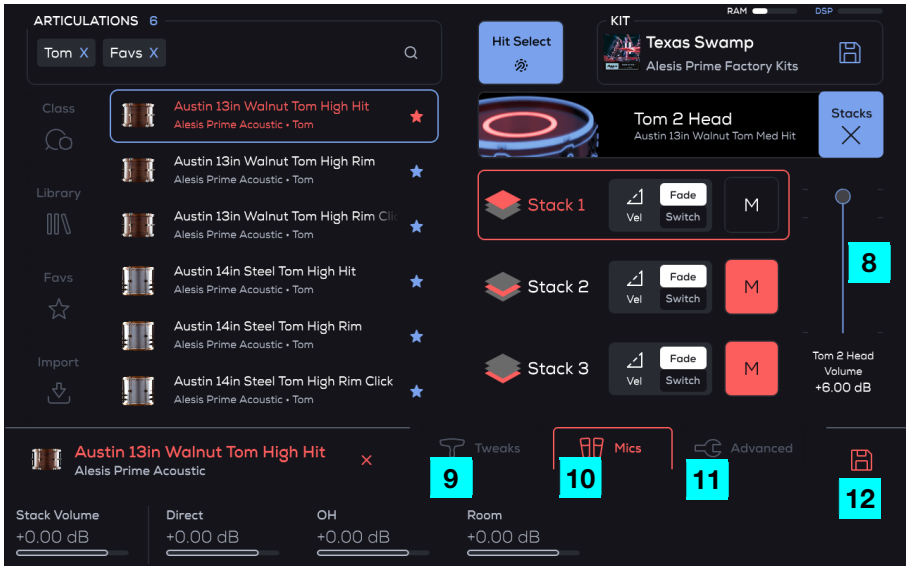 RAM DSP
ARTICULATIONS 6
Tom X Favs X
Hit Select
KIT
Texas Swamp
Alesis Prime Factory Kits
Class
Library
Favs
Import
Austin 13in Walnut Tom High Hit
Alesis Prime Acoustic • Tom
Austin 13in Walnut Tom High Rim
Alesis Prime Acoustic • Tom
Austin 13in Walnut Tom High Rim Clic
Alesis Prime Acoustic • Tom
Austin 14in Steel Tom High Hit
Alesis Prime Acoustic • Tom
Austin 14in Steel Tom High Rim
Alesis Prime Acoustic • Tom
Austin 14in Steel Tom High Rim Click
Alesis Prime Acoustic • Tom
Tom 2 Head
Austin 13in Walnut Tom Med Hit
Stacks
Stack 1
Vel
Fade
Switch
M
Stack 2
Vel
Fade
Switch
M
Stack 3
Vel
Fade
Switch
M
8
Tom 2 Head
Volume
+6.00 dB
Austin 13in Walnut Tom High Hit
Alesis Prime Acoustic
Tweaks
9
Mics
10
Advanced
11
12
Stack Volume
+0.00 dB
Direct
+0.00 dB
OH
+0.00 dB
Room
+0.00 dB